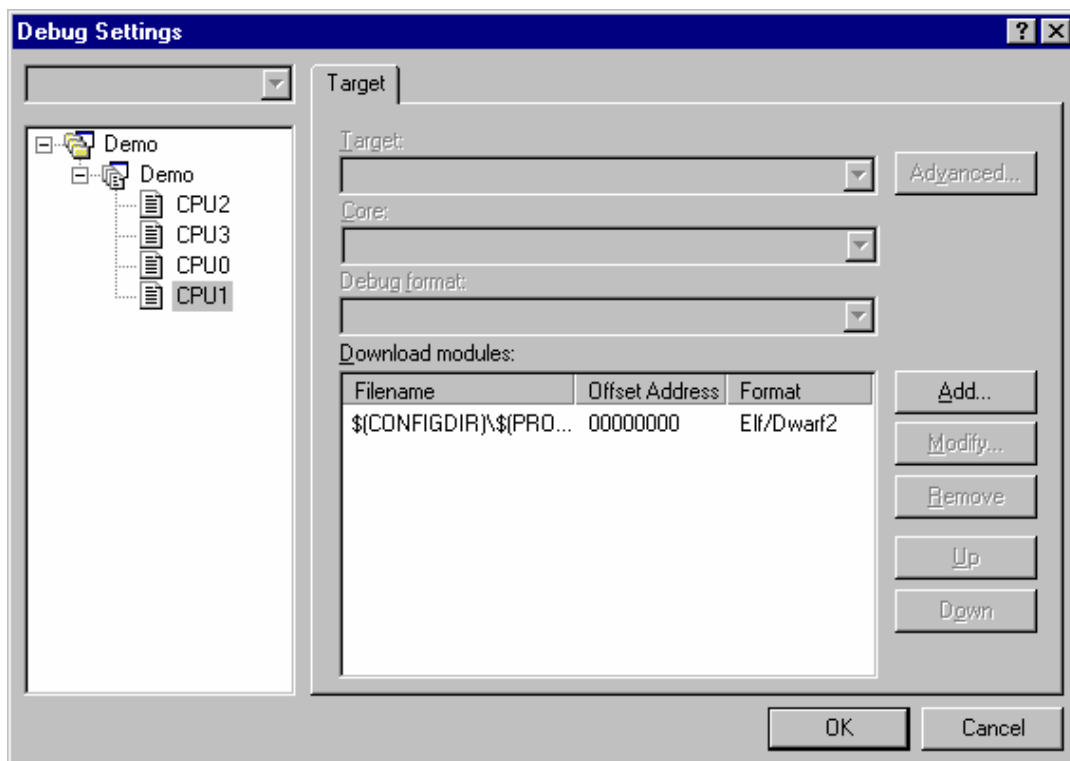 Debug Settings
Target
Demo
Demo
CPU2
CPU3
CPU0
CPU1
Target:
Advanced...
Core:
Debug format:
Download modules:
Filename Offset Address Format
$(CONFIGDIR)\$(PRO... 00000000 Elf/Dwarf2
Add...
Modify...
Remove
Up
Down
OK Cancel